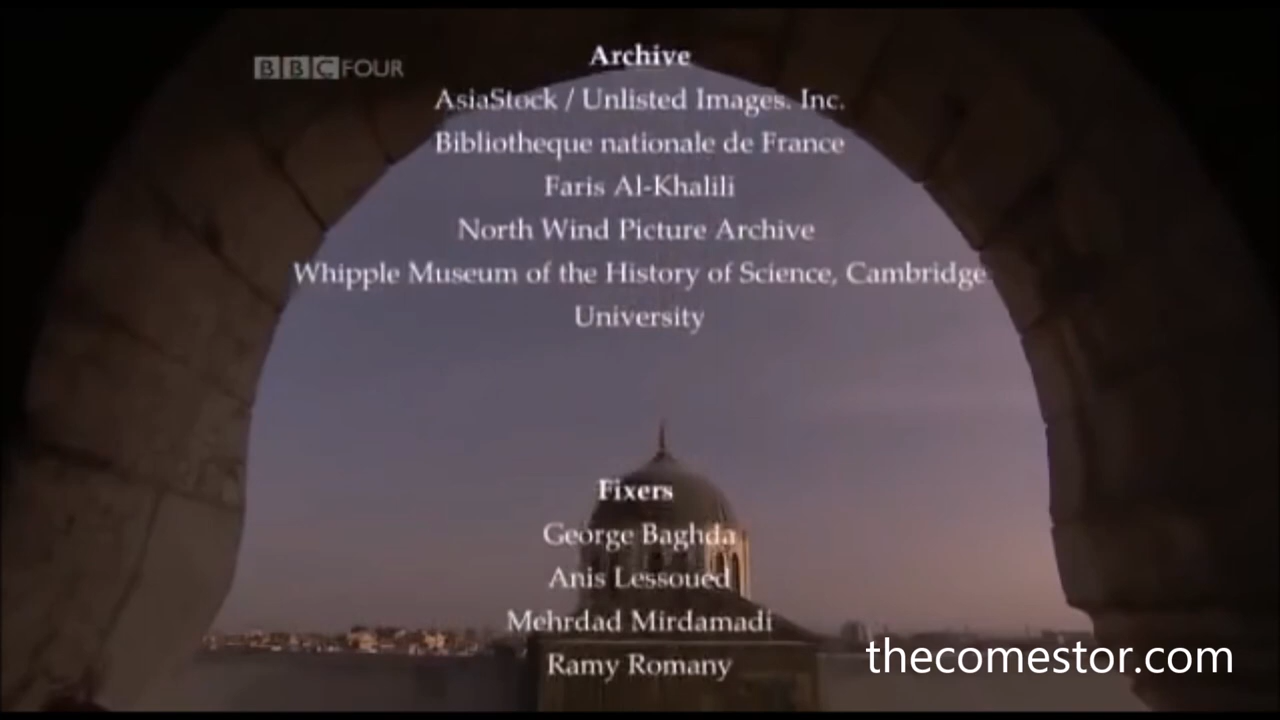 BBC FOUR
Archive
AsiaStock / Unlisted Images. Inc.
Bibliotheque nationale de France
Faris Al-Khalili
North Wind Picture Archive
Whipple Museum of the History of Science, Cambridge
University
Fixers
George Baghda
Anis Lessoued
Mehrdad Mirdamadi
Ramy Romany
thecomestor.com